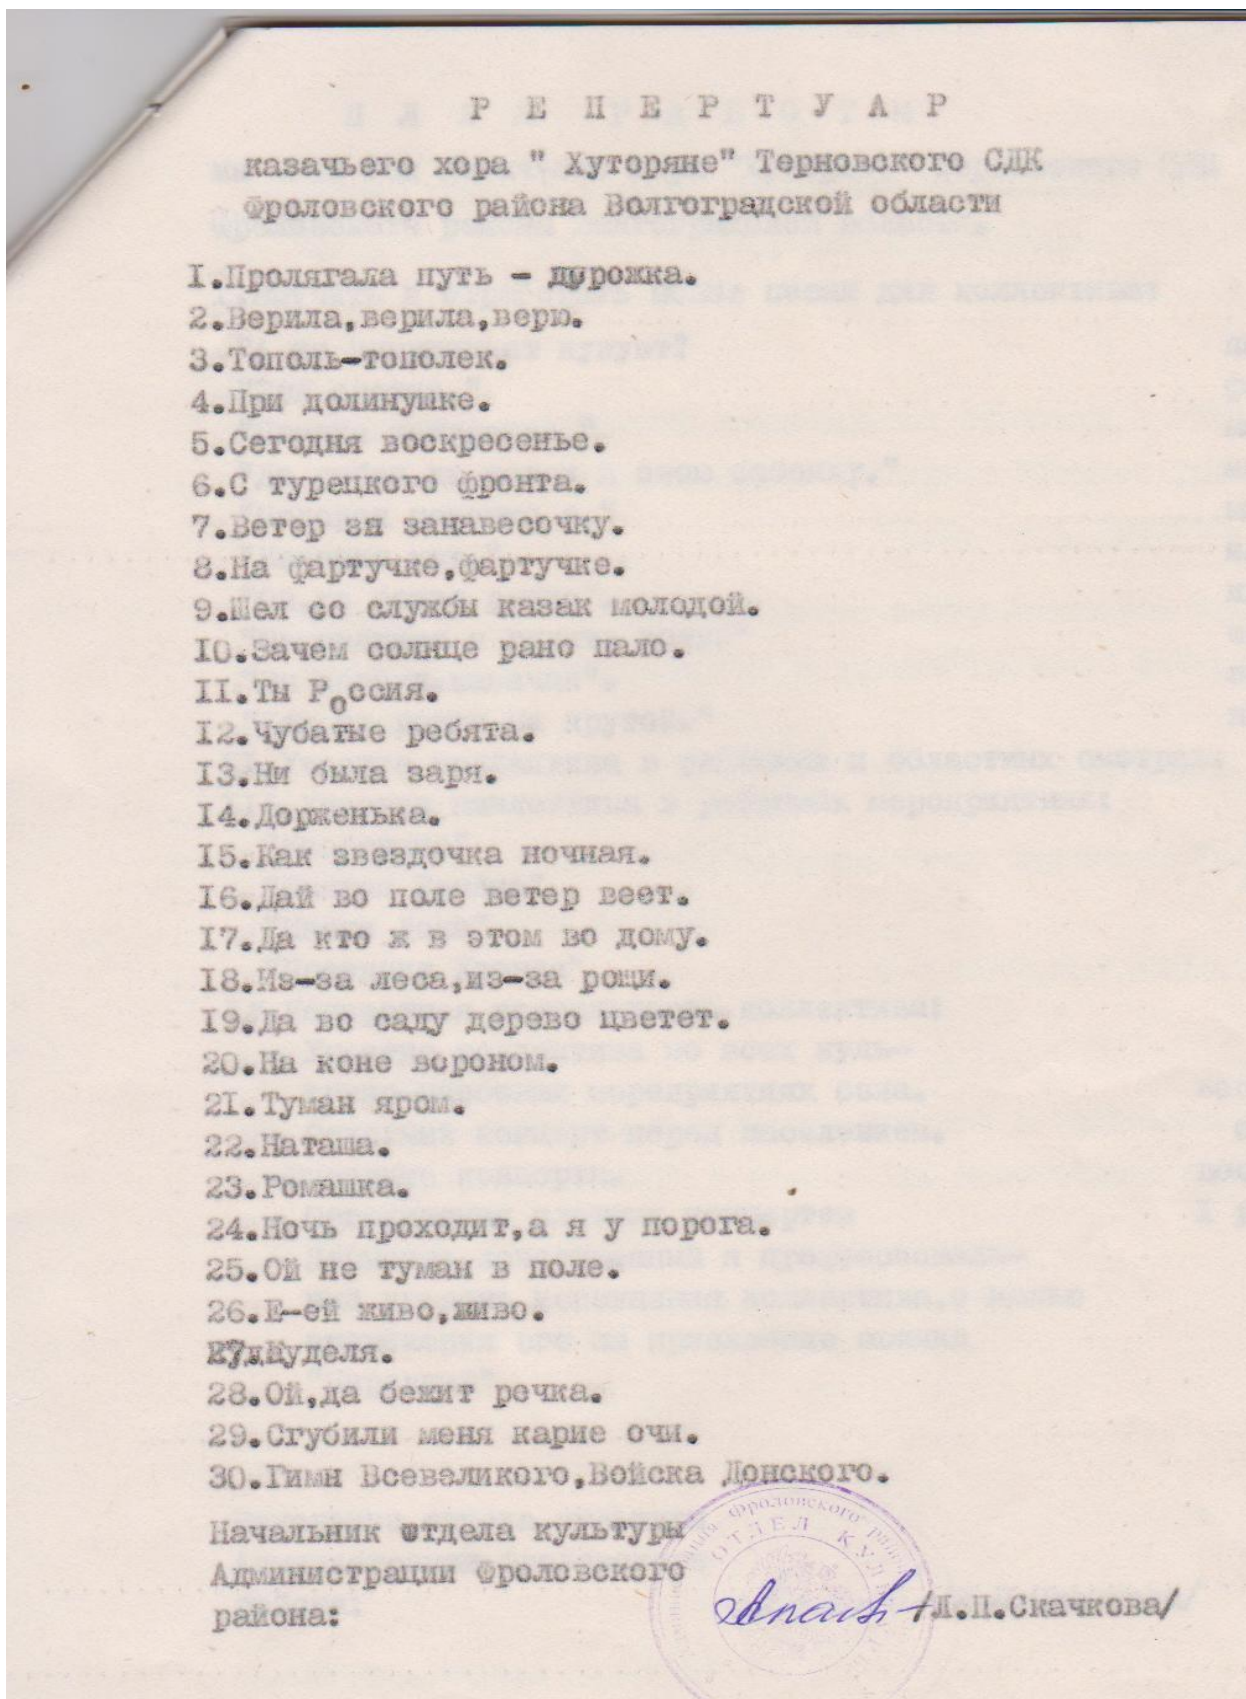 Р Е П Е Р Т У А Р
казачьего хора " Хуторяне" Терновского СДК
Фроловского района Волгоградской области
I.Пролягала путь - дорожка.
2.Верила,верила,верю.
3.Тополь-тополек.
4.При долинушке.
5.Сегодня воскресенье.
6.С турецкого фронта.
7.Ветер зя занавесочку.
8.На фартучке,фартучке.
9.Шел со службы казак молодой.
I0.Зачем солнце рано пало.
II.Ты Россия.
I2.Чубатые ребята.
I3.Ни была заря.
I4.Дорженька.
I5.Как звездочка ночная.
I6.Дай во поле ветер веет.
I7.Да кто ж в этом во дому.
I8.Из-за леса,из-за рощи.
I9.Да во саду дерево цветет.
20.На коне вороном.
2I.Туман яром.
22.Наташа.
23.Ромашка.
24.Ночь проходит,а я у порога.
25.Ой не туман в поле.
26.Е-ей живо,живо.
27.Куделя.
28.Ой,да бежит речка.
29.Сгубили меня карие очи.
30.Гимн Всевеликого,Войска Донского.
Начальник отдела культуры
Администрации Фроловского
района: /Л.П.Скачкова/
Фроловского
ОТДЕЛ